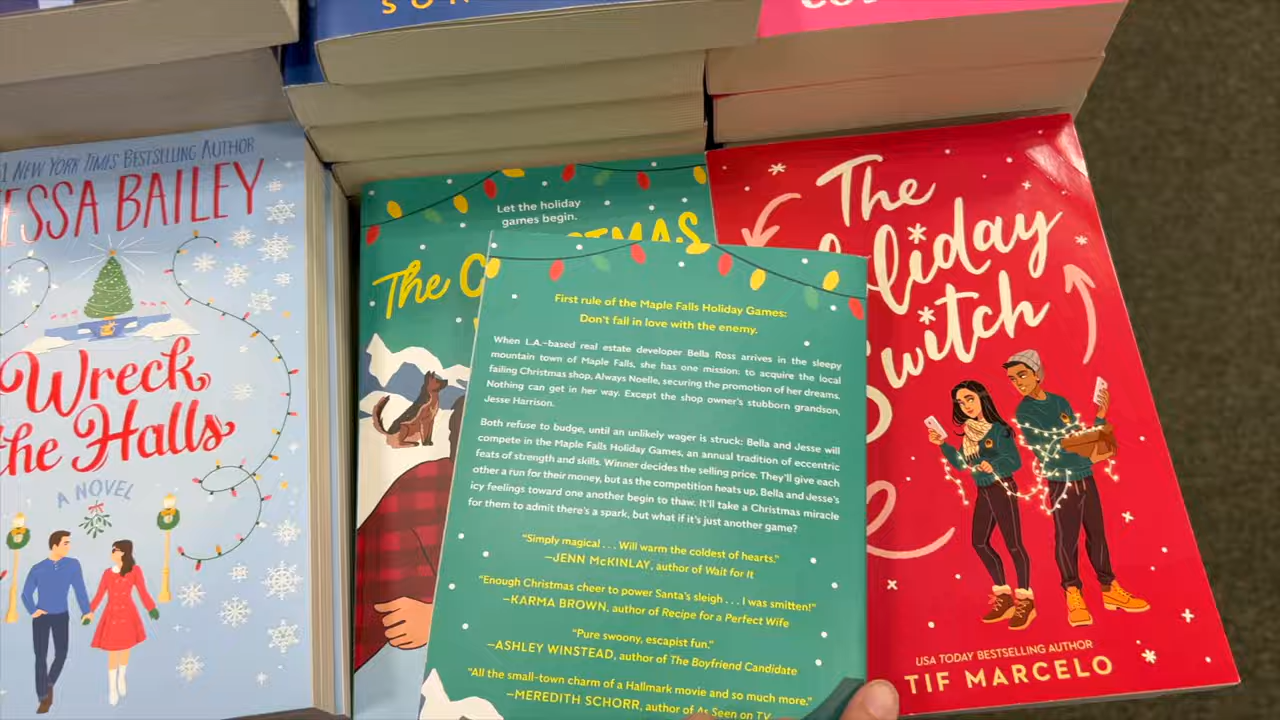 #1 NEW YORK TIMES BESTSELLING AUTHOR
BAILEY
Wreck
the Halls
A NOVEL
Let the holiday
games begin.
The
First rule of the Maple Falls Holiday Games:
Don't fall in love with the enemy.
When L.A.–based real estate developer Bella Ross arrives in the sleepy
mountain town of Maple Falls, she has one mission: to acquire the local
failing Christmas shop, Always Noelle, securing the promotion of her dreams.
Nothing can get in her way. Except the shop owner's stubborn grandson,
Jesse Harrison.
Both refuse to budge, until an unlikely wager is struck: Bella and Jesse will
compete in the Maple Falls Holiday Games, an annual tradition of eccentric
feats of strength and skills. Winner decides the selling price. They'll give each
other a run for their money, but as the competition heats up, Bella and Jesse's
icy feelings toward one another begin to thaw. It'll take a Christmas miracle
for them to admit there's a spark, but what if it's just another game?
"Simply magical . . . Will warm the coldest of hearts."
—JENN McKINLAY, author of Wait for It
"Enough Christmas cheer to power Santa's sleigh . . . I was smitten!"
—KARMA BROWN, author of Recipe for a Perfect Wife
"Pure swoony, escapist fun."
—ASHLEY WINSTEAD, author of The Boyfriend Candidate
"All the small-town charm of a Hallmark movie and so much more."
—MEREDITH SCHORR, author of As Seen on TV
The
Holiday
Switch
USA TODAY BESTSELLING AUTHOR
TIF MARCELO